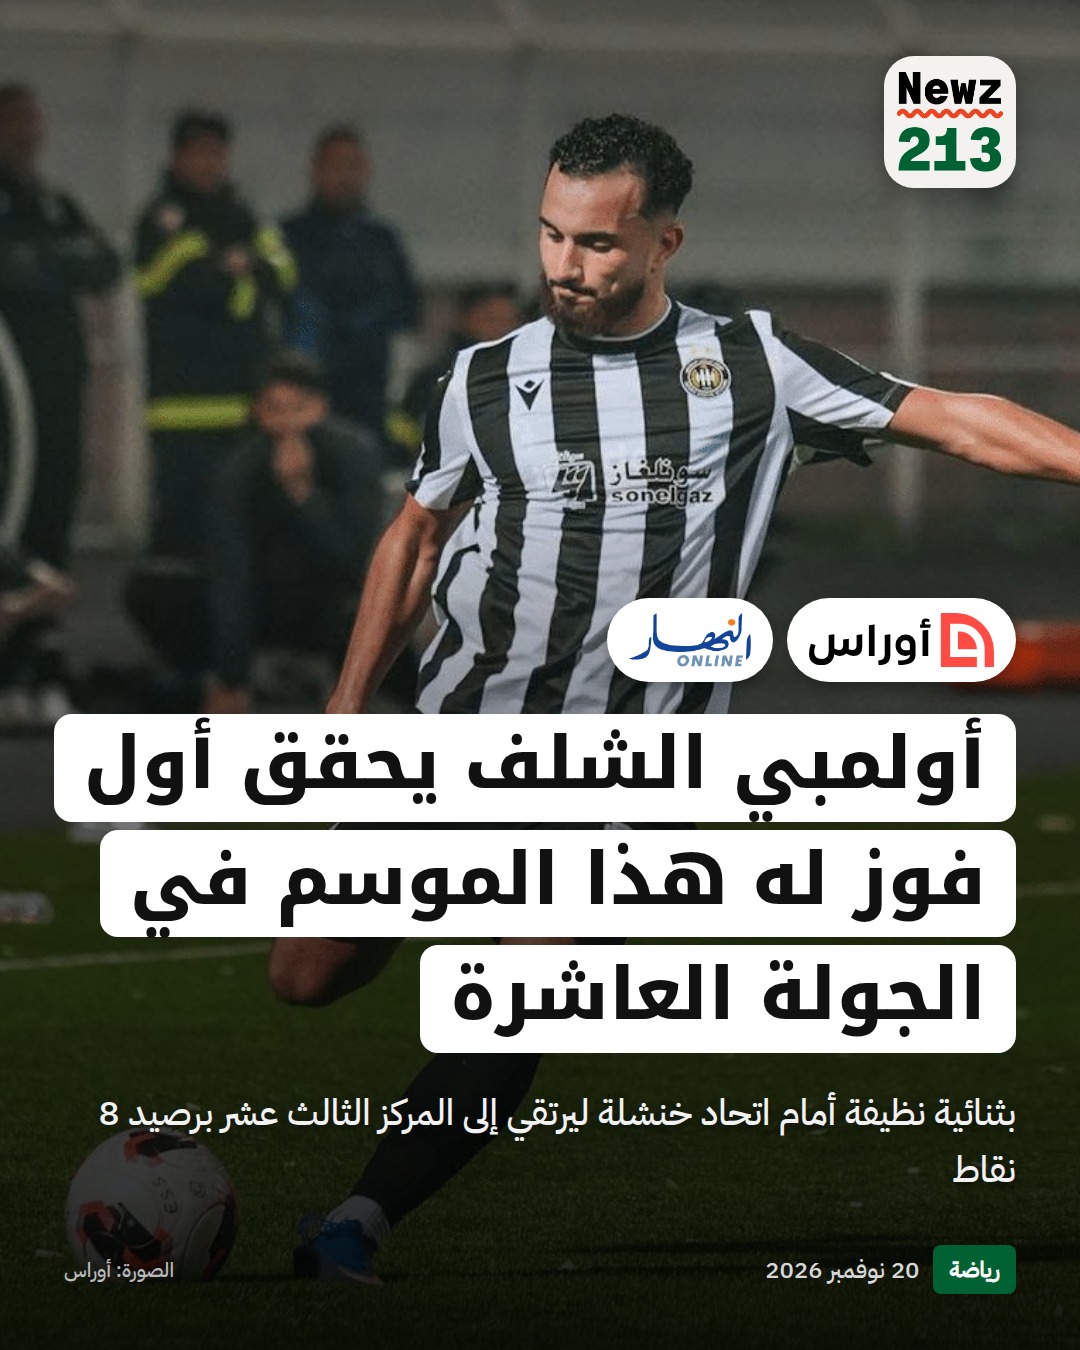 Newz
213
سونلغاز
sonelgaz
أوراس
النهار
ONLINE
أولمبي الشلف يحقق أول
فوز له هذا الموسم في
الجولة العاشرة
بثنائية نظيفة أمام اتحاد خنشلة ليرتقي إلى المركز الثالث عشر برصيد 8
نقاط
رياضة
20 نوفمبر 2026
الصورة: أوراس